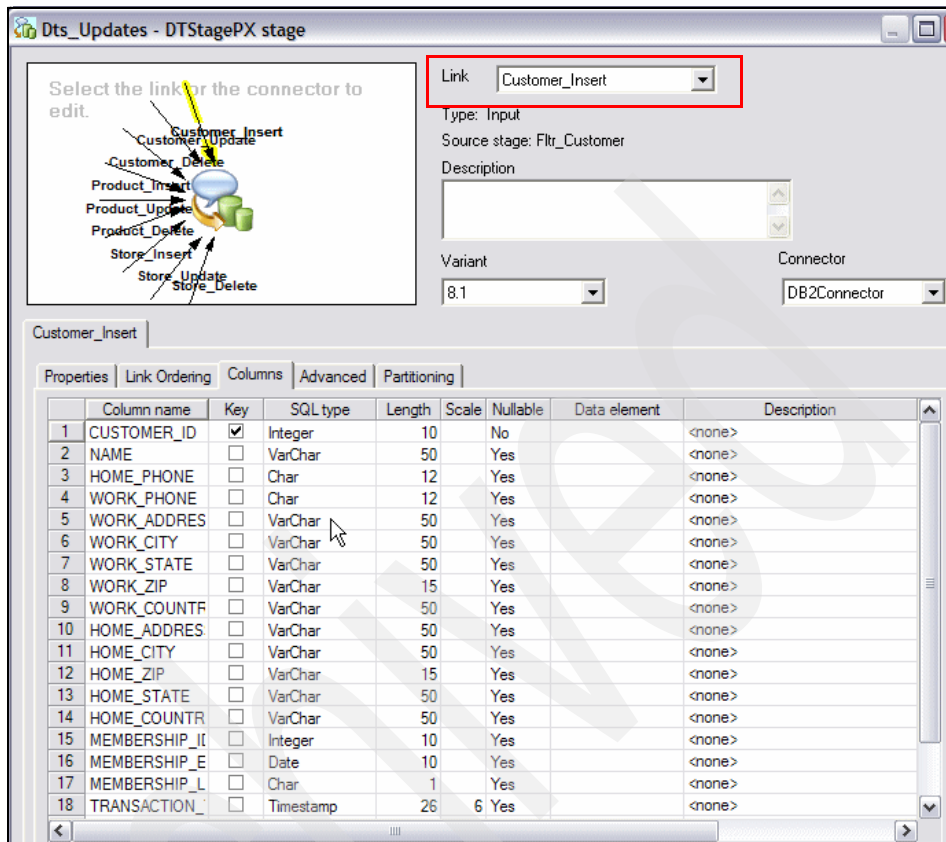 Dts_Updates - DTStagePX stage
Select the link or the connector to
edit.
Customer_Insert
Customer_Update
Customer_Delete
Product_Insert
Product_Update
Product_Delete
Store_Insert
Store_Update
Store_Delete
Link Customer_Insert
Type: Input
Source stage: Fltr_Customer
Description
Variant Connector
8.1 DB2Connector
Customer_Insert
Properties Link Ordering Columns Advanced Partitioning
Column name Key SQL type Length Scale Nullable Data element Description
1 CUSTOMER_ID Integer 10 No <none>
2 NAME VarChar 50 Yes <none>
3 HOME_PHONE Char 12 Yes <none>
4 WORK_PHONE Char 12 Yes <none>
5 WORK_ADDRES VarChar 50 Yes <none>
6 WORK_CITY VarChar 50 Yes <none>
7 WORK_STATE VarChar 50 Yes <none>
8 WORK_ZIP VarChar 15 Yes <none>
9 WORK_COUNTR VarChar 50 Yes <none>
10 HOME_ADDRES VarChar 50 Yes <none>
11 HOME_CITY VarChar 50 Yes <none>
12 HOME_ZIP VarChar 15 Yes <none>
13 HOME_STATE VarChar 50 Yes <none>
14 HOME_COUNTR VarChar 50 Yes <none>
15 MEMBERSHIP_I Integer 10 Yes <none>
16 MEMBERSHIP_E Date 10 Yes <none>
17 MEMBERSHIP_L Char 1 Yes <none>
18 TRANSACTION_ Timestamp 26 6 Yes <none>